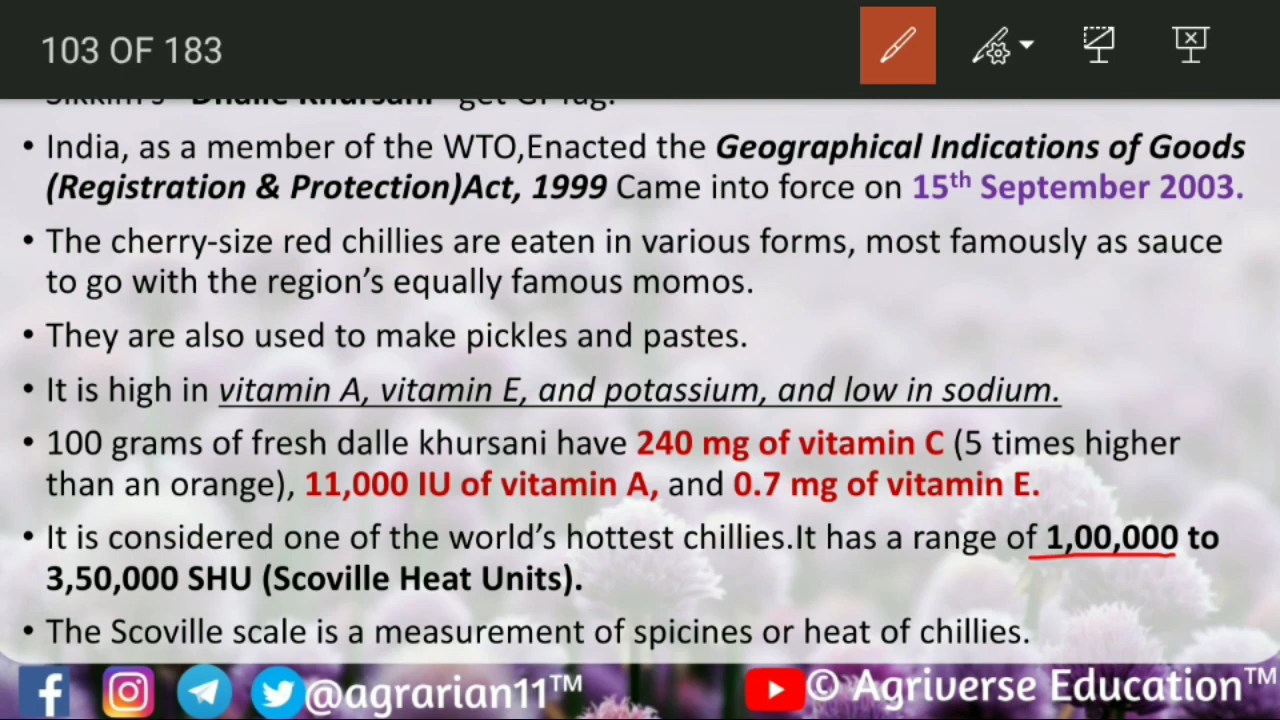 103 OF 183
Sikkim's "Dhalle Khursani" get GI Tag.
• India, as a member of the WTO,Enacted the Geographical Indications of Goods
(Registration & Protection)Act, 1999 Came into force on 15th September 2003.
• The cherry-size red chillies are eaten in various forms, most famously as sauce
to go with the region's equally famous momos.
• They are also used to make pickles and pastes.
• It is high in vitamin A, vitamin E, and potassium, and low in sodium.
• 100 grams of fresh dalle khursani have 240 mg of vitamin C (5 times higher
than an orange), 11,000 IU of vitamin A, and 0.7 mg of vitamin E.
• It is considered one of the world's hottest chillies.It has a range of 1,00,000 to
3,50,000 SHU (Scoville Heat Units).
• The Scoville scale is a measurement of spicines or heat of chillies.
@agrarian11™ © Agriverse Education™